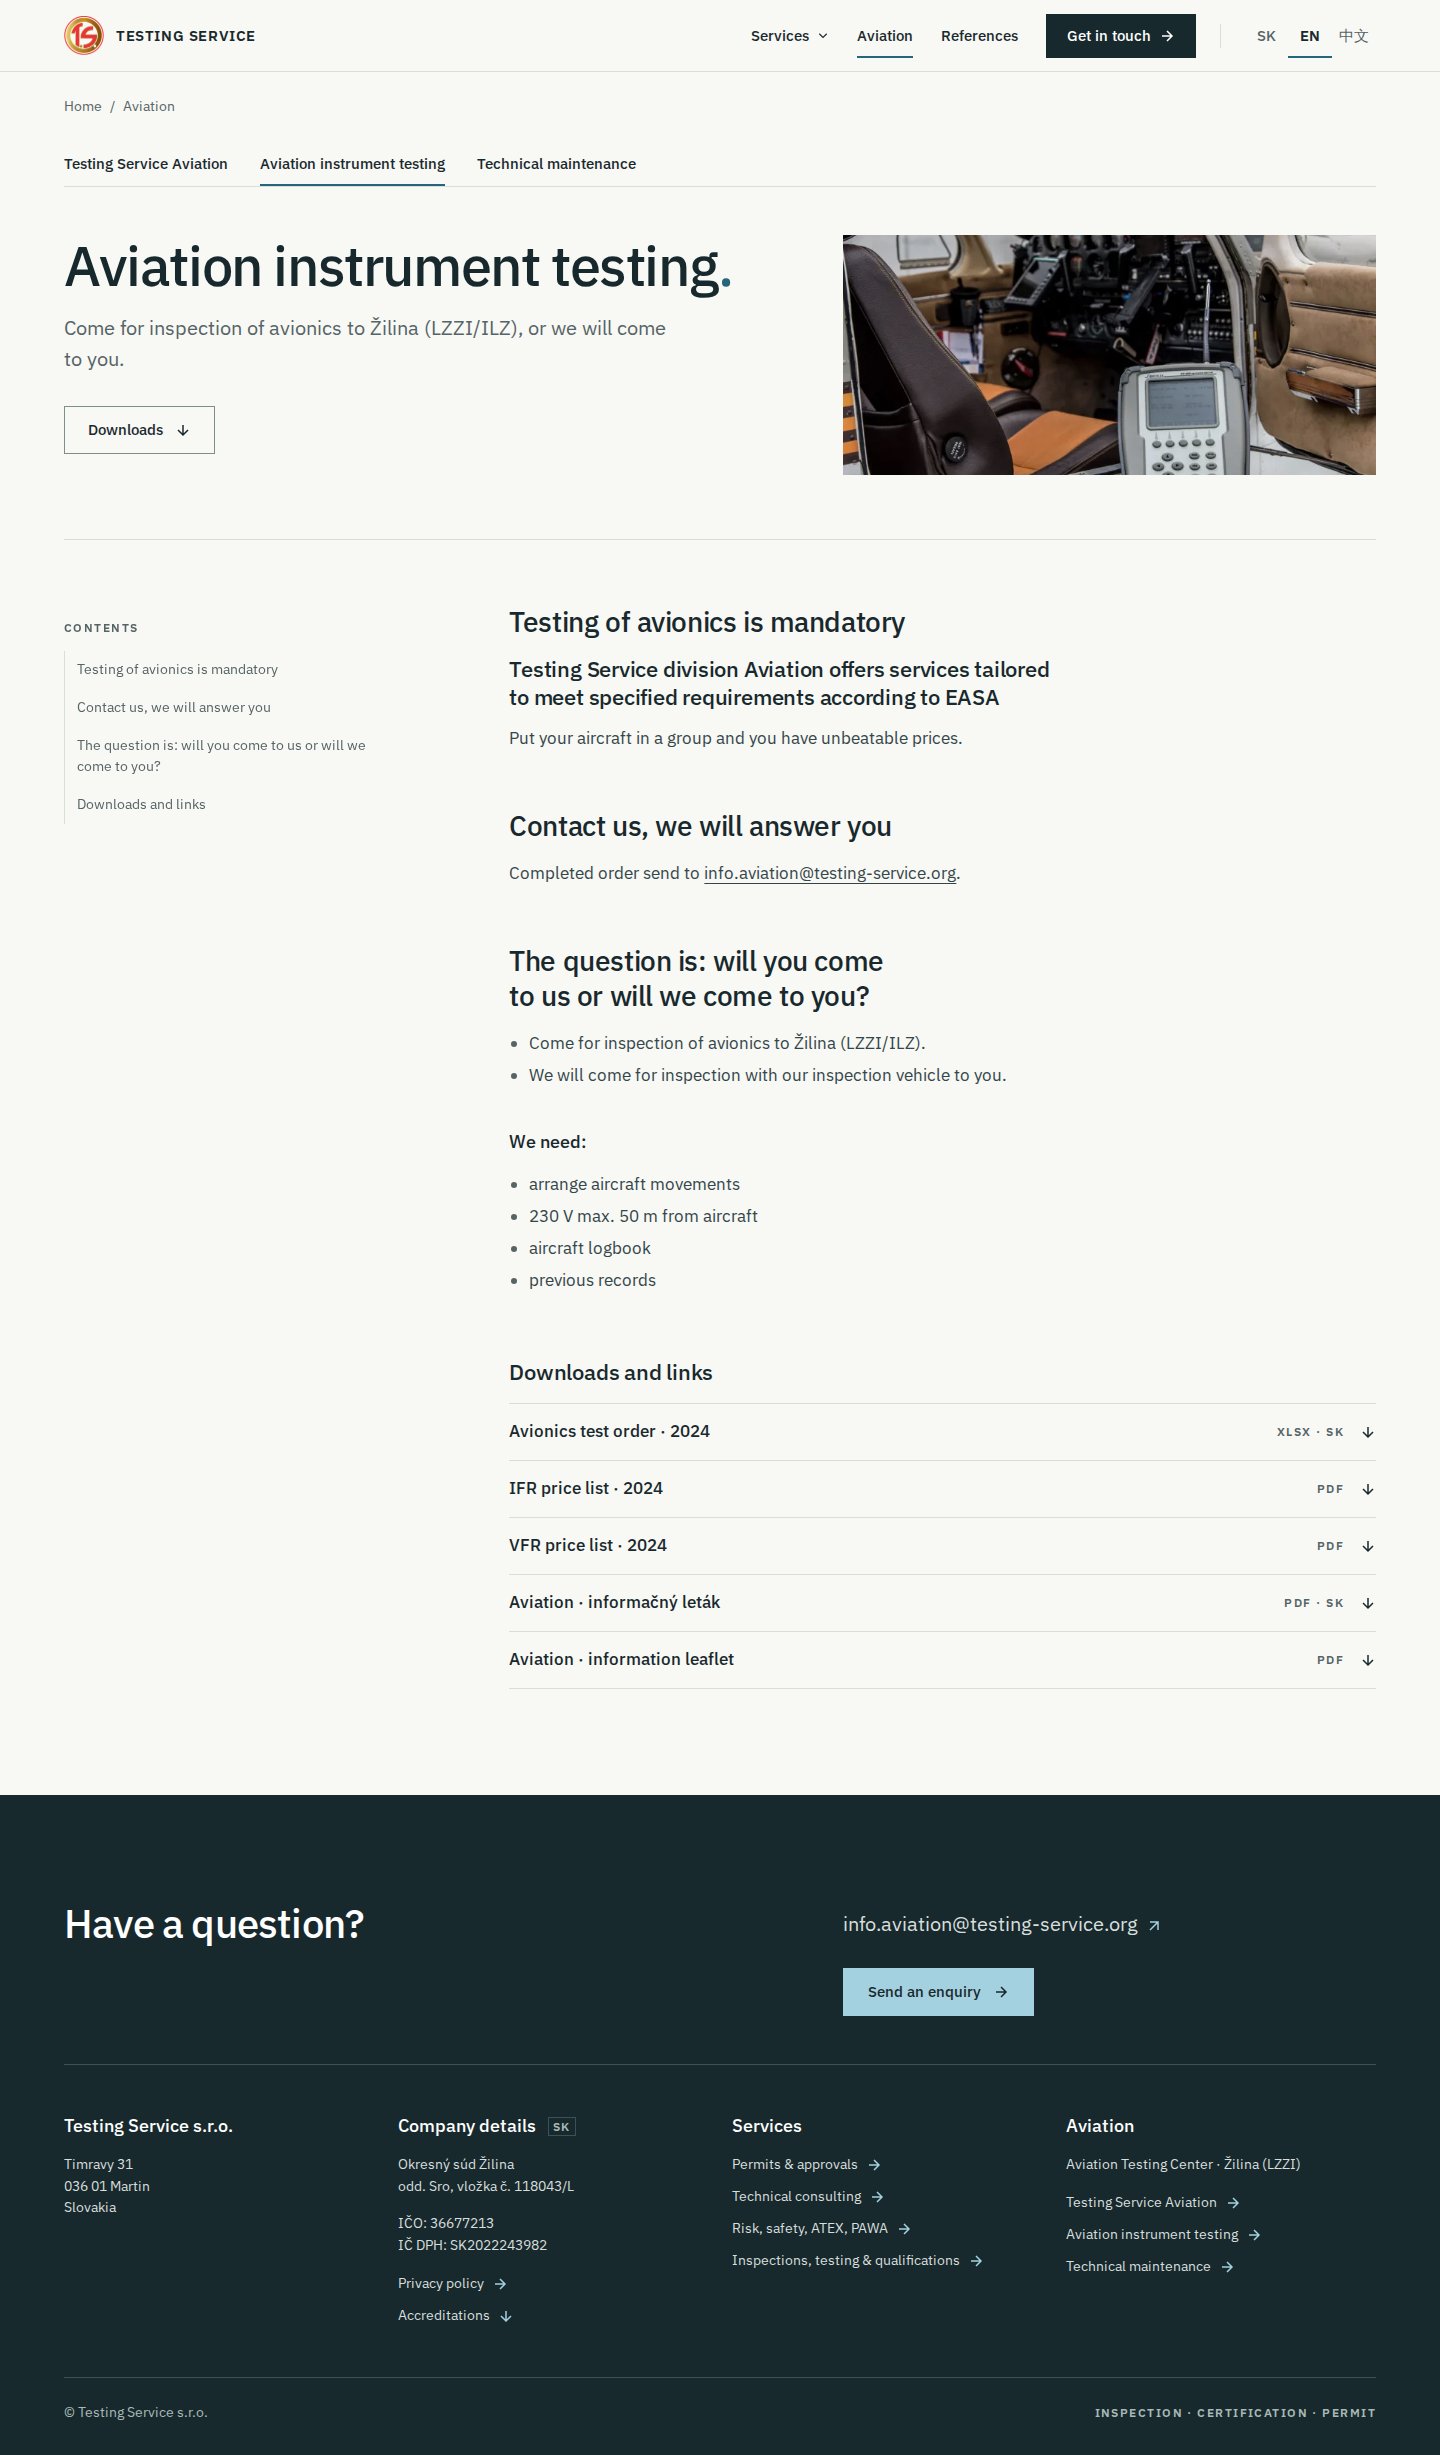 TESTING SERVICE
Services
Aviation
References
Get in touch
SK
EN
中文
Home / Aviation
Testing Service Aviation
Aviation instrument testing
Technical maintenance
Aviation instrument testing.
Come for inspection of avionics to Žilina (LZZI/ILZ), or we will come
to you.
Downloads
CONTENTS
Testing of avionics is mandatory
Contact us, we will answer you
The question is: will you come to us or will we
come to you?
Downloads and links
Testing of avionics is mandatory
Testing Service division Aviation offers services tailored
to meet specified requirements according to EASA
Put your aircraft in a group and you have unbeatable prices.
Contact us, we will answer you
Completed order send to info.aviation@testing-service.org.
The question is: will you come
to us or will we come to you?
Come for inspection of avionics to Žilina (LZZI/ILZ).
We will come for inspection with our inspection vehicle to you.
We need:
arrange aircraft movements
230 V max. 50 m from aircraft
aircraft logbook
previous records
Downloads and links
Avionics test order · 2024
XLSX · SK
IFR price list · 2024
PDF
VFR price list · 2024
PDF
Aviation · informačný leták
PDF · SK
Aviation · information leaflet
PDF
Have a question?
info.aviation@testing-service.org
Send an enquiry
Testing Service s.r.o.
Timravy 31
036 01 Martin
Slovakia
Company details SK
Okresný súd Žilina
odd. Sro, vložka č. 118043/L
IČO: 36677213
IČ DPH: SK2022243982
Privacy policy
Accreditations
Services
Permits & approvals
Technical consulting
Risk, safety, ATEX, PAWA
Inspections, testing & qualifications
Aviation
Aviation Testing Center · Žilina (LZZI)
Testing Service Aviation
Aviation instrument testing
Technical maintenance
© Testing Service s.r.o.
INSPECTION · CERTIFICATION · PERMIT